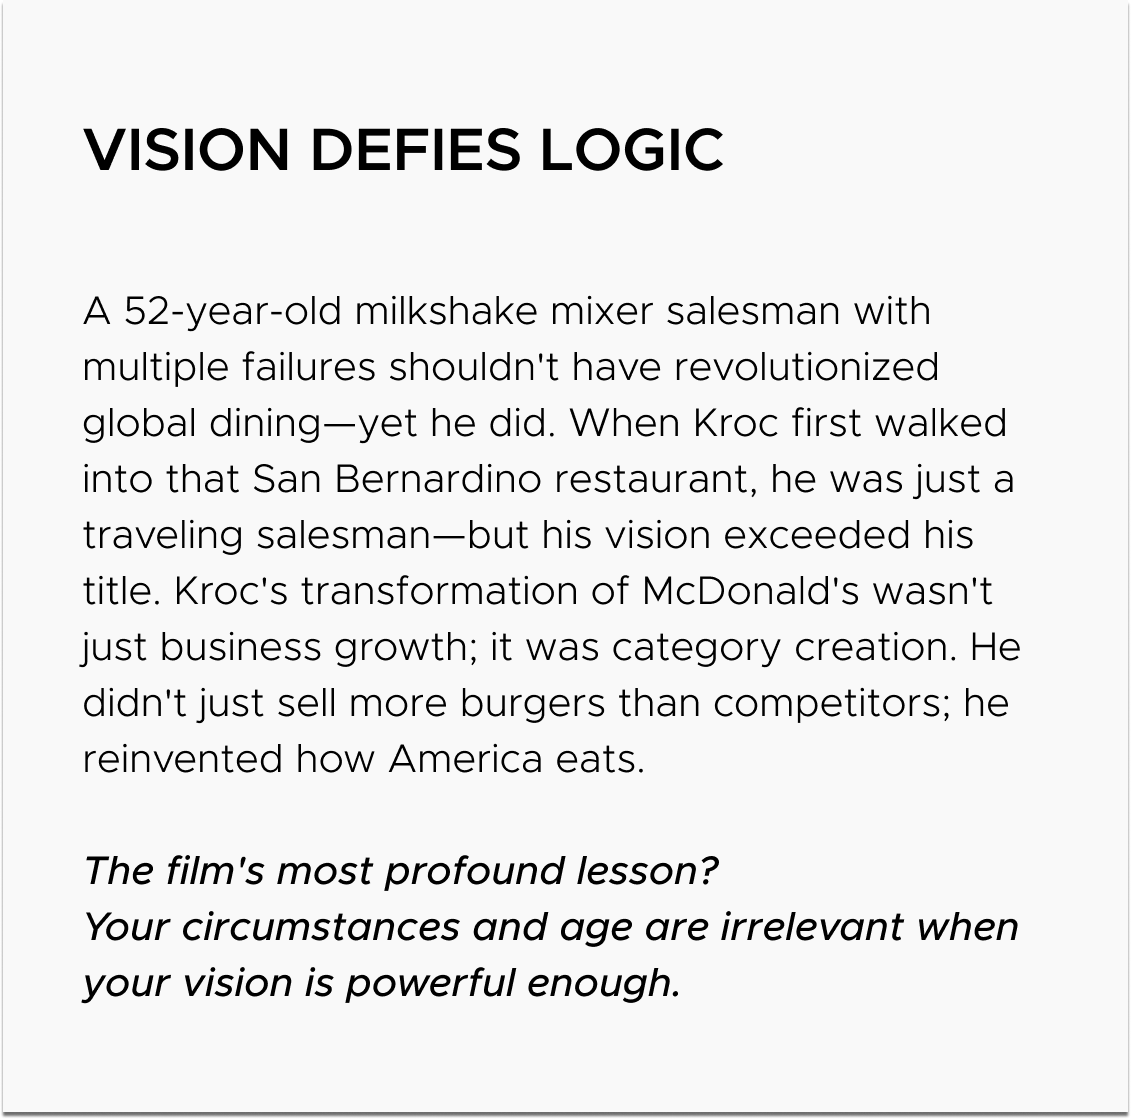 VISION DEFIES LOGIC
A 52-year-old milkshake mixer salesman with
multiple failures shouldn't have revolutionized
global dining—yet he did. When Kroc first walked
into that San Bernardino restaurant, he was just a
traveling salesman—but his vision exceeded his
title. Kroc's transformation of McDonald's wasn't
just business growth; it was category creation. He
didn't just sell more burgers than competitors; he
reinvented how America eats.
The film's most profound lesson?
Your circumstances and age are irrelevant when
your vision is powerful enough.